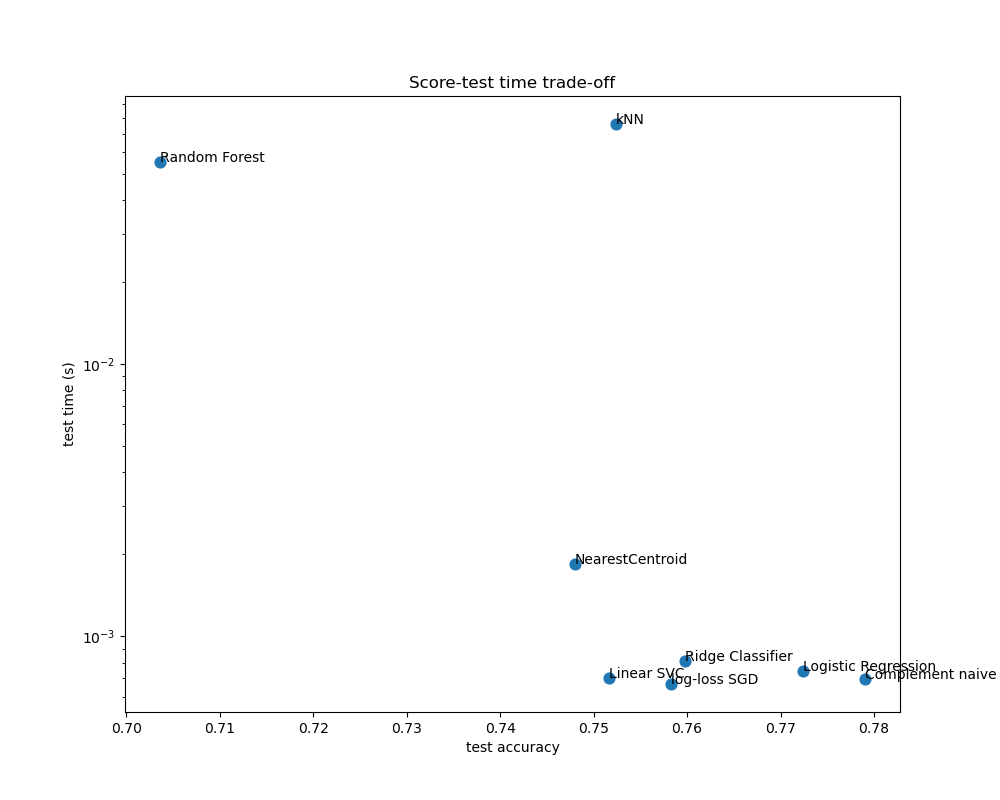 Score-test time trade-off
kNN
Random Forest
10⁻²
test time (s)
NearestCentroid
10⁻³
Ridge Classifier
Logistic Regression
Linear SVC
Complement naive
log-loss SGD
0.70 0.71 0.72 0.73 0.74 0.75 0.76 0.77 0.78
test accuracy